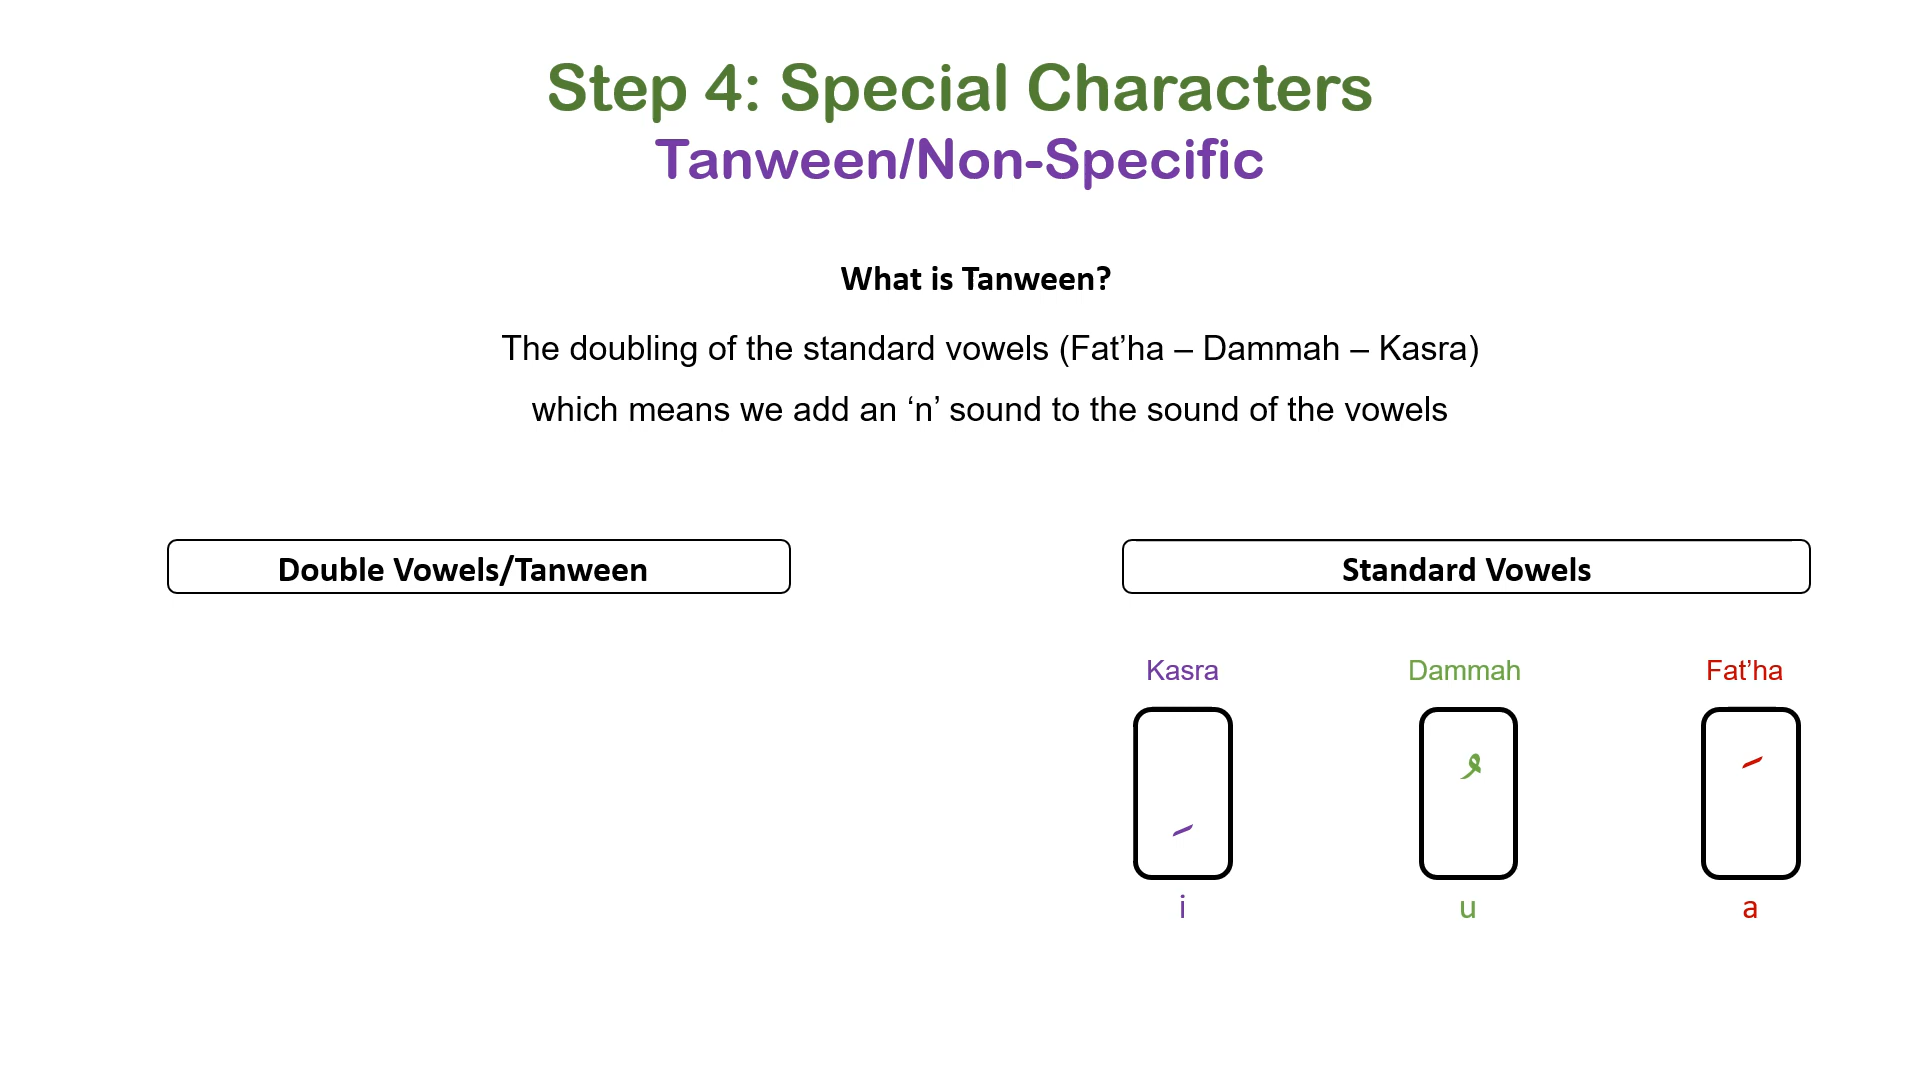 Step 4: Special Characters
Tanween/Non-Specific
What is Tanween?
The doubling of the standard vowels (Fat’ha – Dammah – Kasra)
which means we add an ‘n’ sound to the sound of the vowels
Double Vowels/Tanween
Standard Vowels
Kasra Dammah Fat’ha
ِ ُ َ
i u a